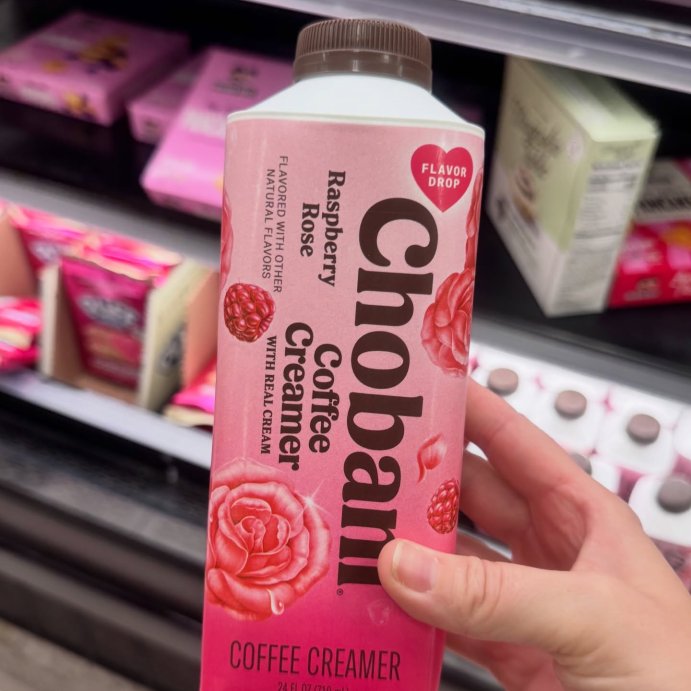 FLAVOR
DROP
Chobani®
Raspberry
Rose
FLAVORED WITH OTHER
NATURAL FLAVORS
Coffee
Creamer
WITH REAL CREAM
COFFEE CREAMER